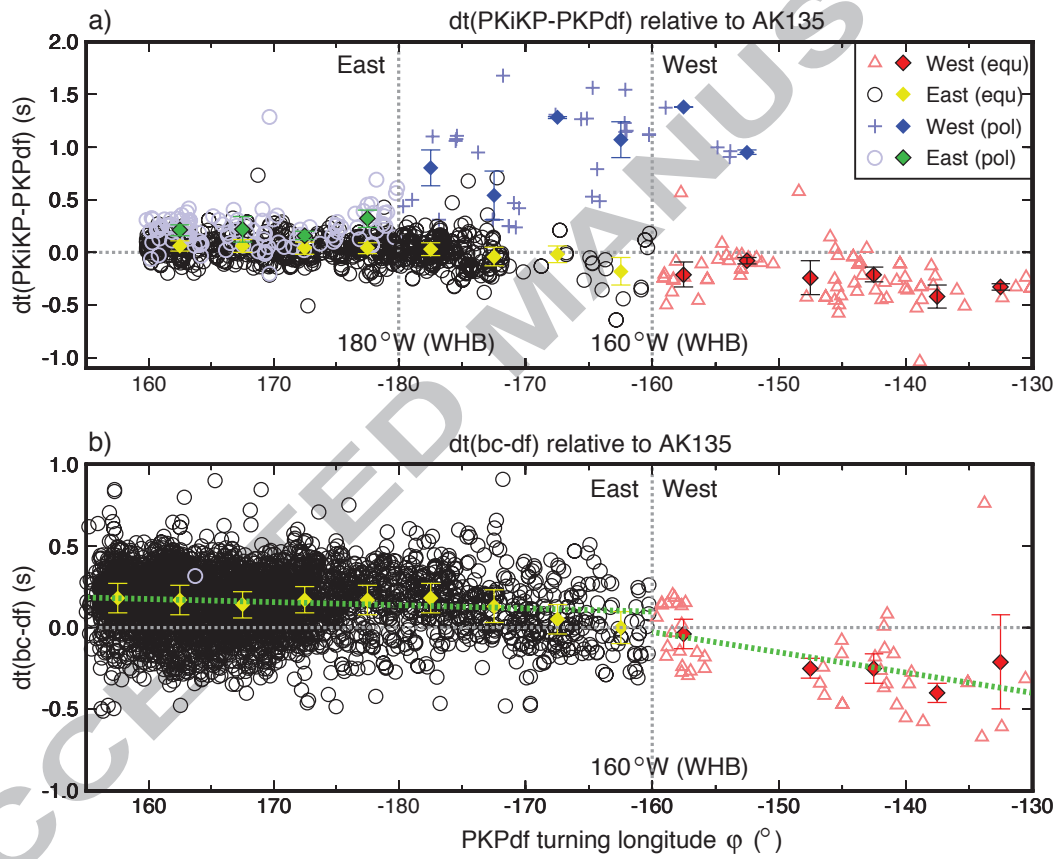 a)
dt(PKiKP-PKPdf) relative to AK135
2.0
1.5
1.0
0.5
0.0
-0.5
-1.0
dt(PKiKP-PKPdf) (s)
East
West
West (equ)
East (equ)
West (pol)
East (pol)
180°W (WHB)
160°W (WHB)
160
170
-180
-170
-160
-150
-140
-130
b)
dt(bc-df) relative to AK135
1.0
0.5
0.0
-0.5
-1.0
dt(bc-df) (s)
East
West
160°W (WHB)
160
170
-180
-170
-160
-150
-140
-130
PKPdf turning longitude φ (°)
CCEPTED MANUS